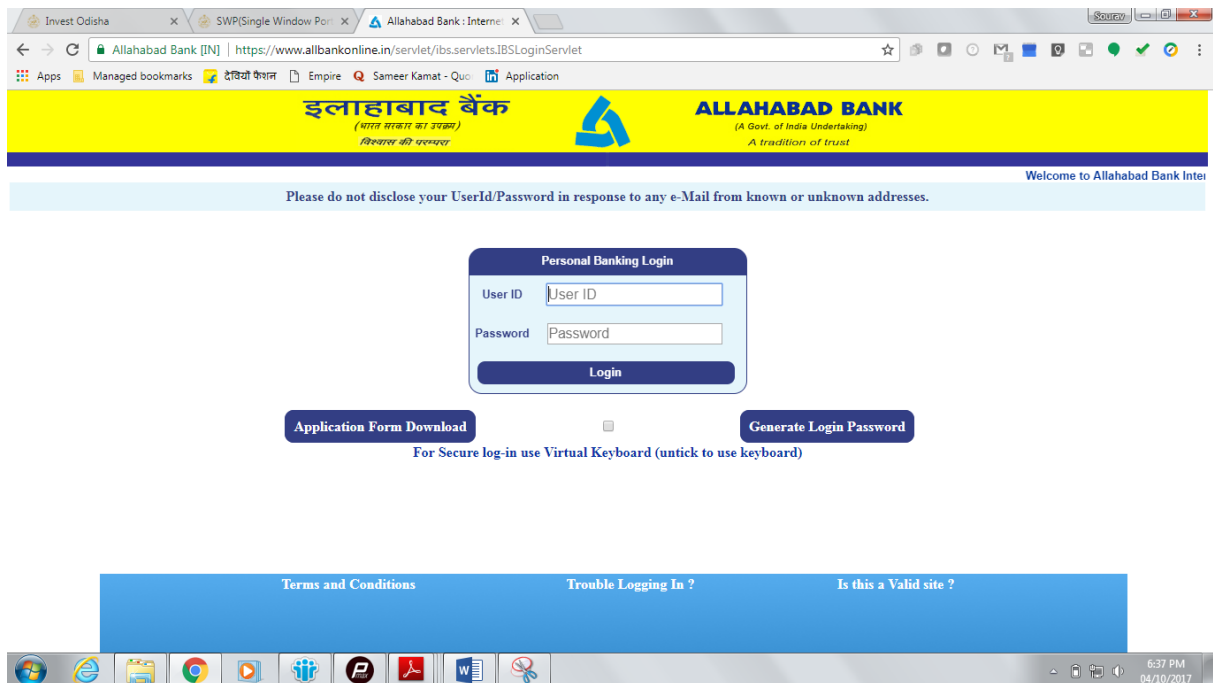 Invest Odisha
SWP(Single Window Port
Allahabad Bank : Internet
Sourav
Allahabad Bank [IN] | https://www.allbankonline.in/servlet/ibs.servlets.IBSLoginServlet
Apps Managed bookmarks देवियों फैशन Empire Sameer Kamat - Quo Application
इलाहाबाद बैंक
(भारत सरकार का उपक्रम)
विश्वास की परम्परा
ALLAHABAD BANK
(A Govt. of India Undertaking)
A tradition of trust
Welcome to Allahabad Bank Inter
Please do not disclose your UserId/Password in response to any e-Mail from known or unknown addresses.
Personal Banking Login
User ID User ID
Password Password
Login
Application Form Download
Generate Login Password
For Secure log-in use Virtual Keyboard (untick to use keyboard)
Terms and Conditions Trouble Logging In ? Is this a Valid site ?
6:37 PM
04/10/2017